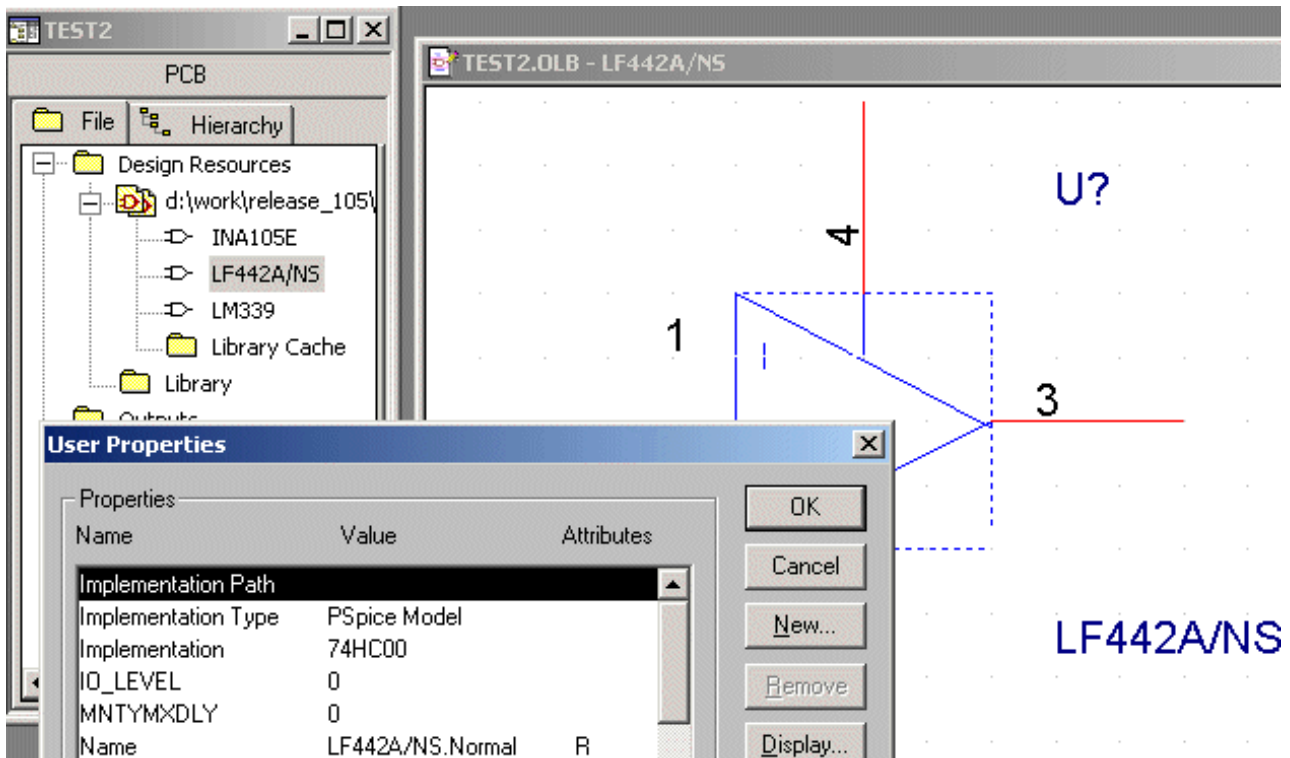 TEST2
PCB
File Hierarchy
Design Resources
d:\work\release_105\
INA105E
LF442A/NS
LM339
Library Cache
Library
Outputs
TEST2.OLB - LF442A/NS
U?
4
1
3
LF442A/NS
User Properties
Properties
Name Value Attributes
Implementation Path
Implementation Type PSpice Model
Implementation 74HC00
IO_LEVEL 0
MNTYMXDLY 0
Name LF442A/NS.Normal R
OK
Cancel
New...
Remove
Display...